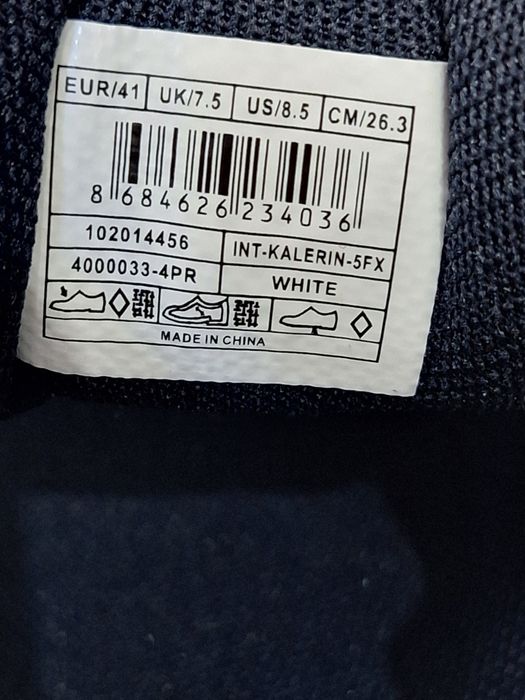 EUR/41 UK/7.5 US/8.5 CM/26.3
8 684626 234036
102014456 INT-KALERIN-5FX
4000033-4PR WHITE
MADE IN CHINA